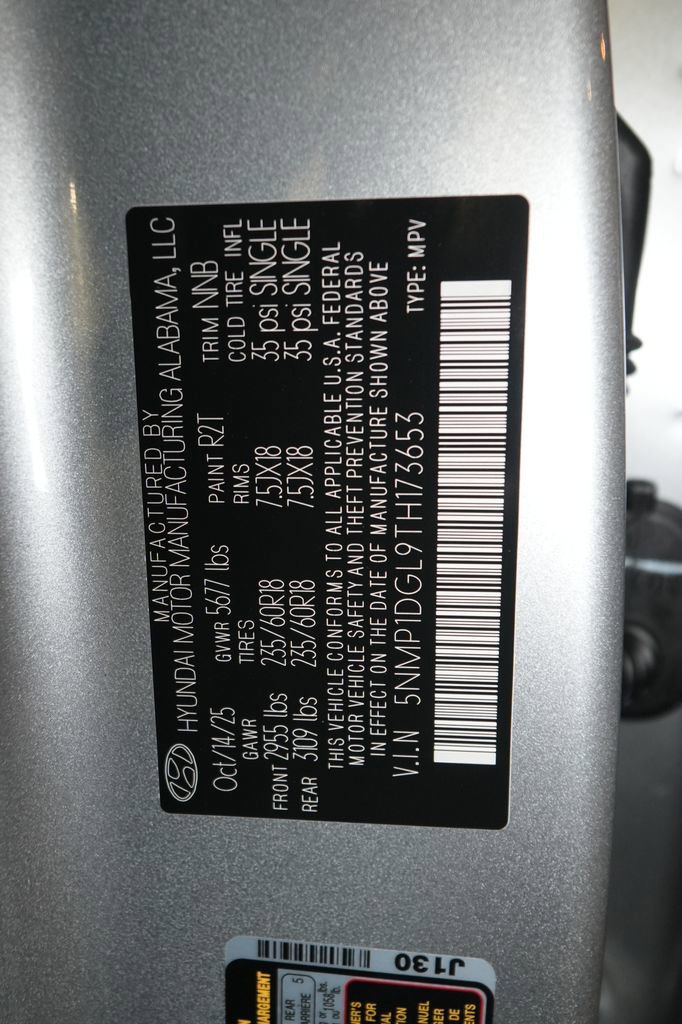 MANUFACTURED BY
HYUNDAI MOTOR MANUFACTURING ALABAMA, LLC
Oct/14/25 GVWR 5677 lbs PAINT R2T TRIM NNB
GAWR TIRES RIMS COLD TIRE INFL
FRONT 2955 lbs 235/60R18 7.5JX18 35 psi SINGLE
REAR 3109 lbs 235/60R18 7.5JX18 35 psi SINGLE
THIS VEHICLE CONFORMS TO ALL APPLICABLE U.S.A. FEDERAL
MOTOR VEHICLE SAFETY AND THEFT PREVENTION STANDARDS
IN EFFECT ON THE DATE OF MANUFACTURE SHOWN ABOVE
V.I.N 5NMP1DGL9TH173653 TYPE: MPV
J130
REAR 5